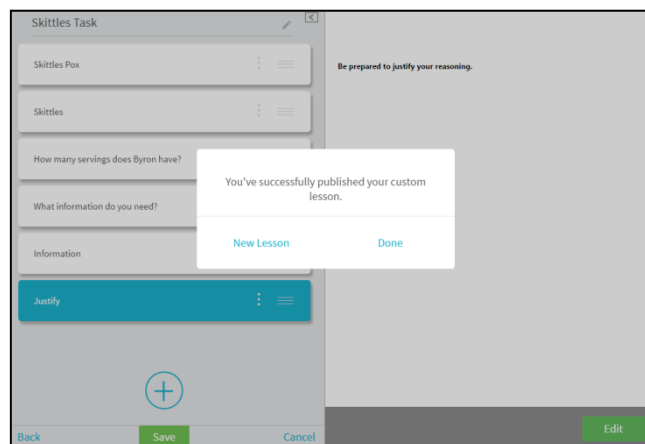 Skittles Task
<
Skittles Pox
Skittles
How many servings does Byron have?
What information do you need?
Information
Justify
Back
Save
Cancel
Be prepared to justify your reasoning.
Edit
You've successfully published your custom
lesson.
New Lesson
Done